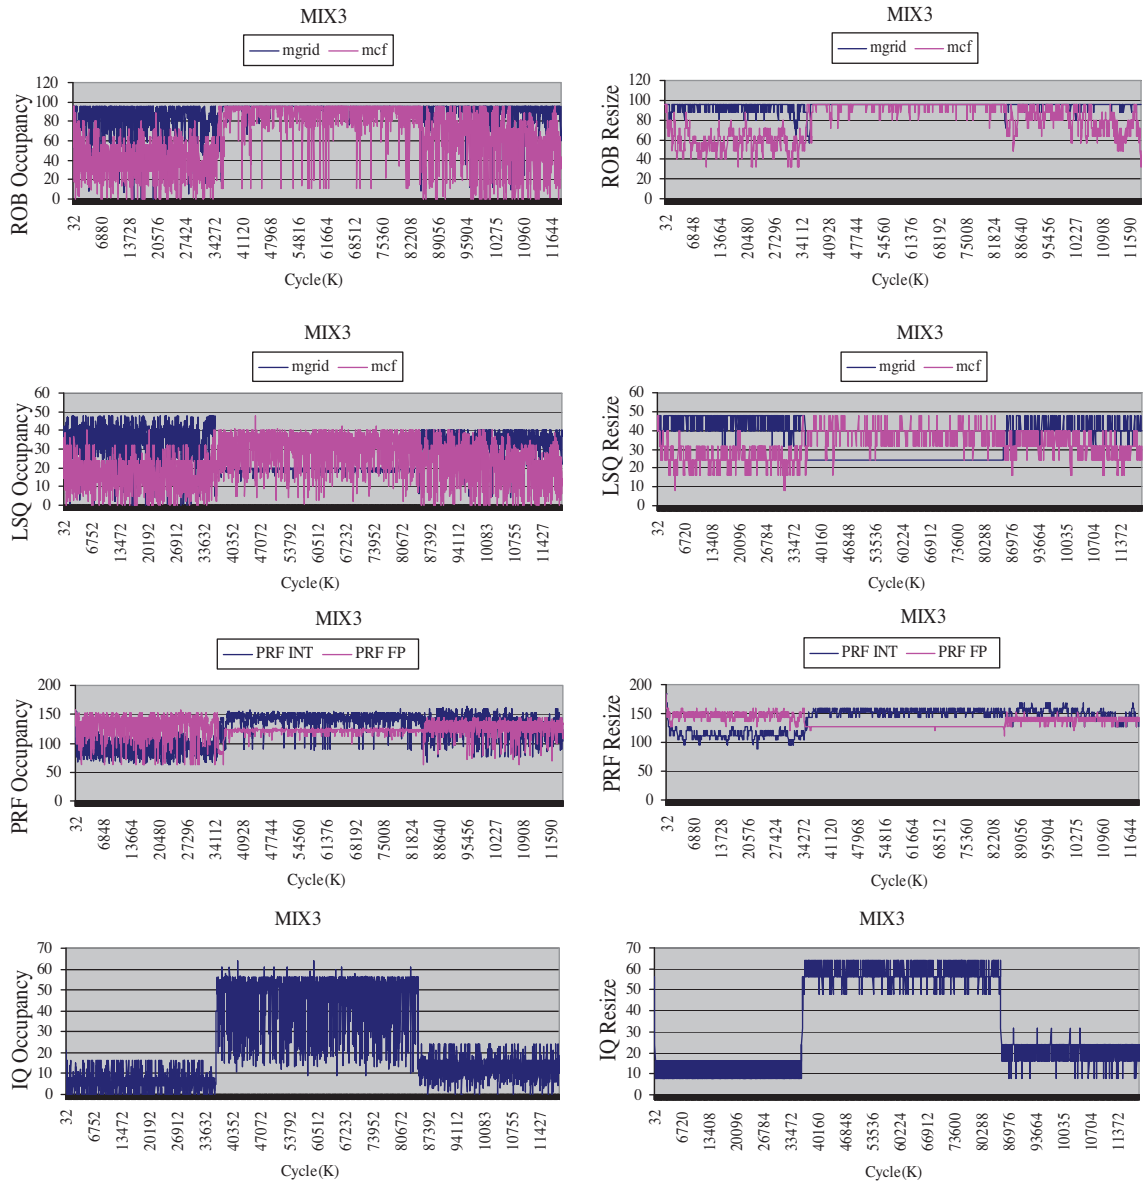 MIX3
mgrid mcf
ROB Occupancy
120
100
80
60
40
20
0
32 6880 13728 20576 27424 34272 41120 47968 54816 61664 68512 75360 82208 89056 95904 10275 10960 11644
Cycle(K)
MIX3
mgrid mcf
ROB Resize
120
100
80
60
40
20
0
32 6848 13664 20480 27296 34112 40928 47744 54560 61376 68192 75008 81824 88640 95456 10227 10908 11590
Cycle(K)
MIX3
mgrid mcf
LSQ Occupancy
60
50
40
30
20
10
0
32 6752 13472 20192 26912 33632 40352 47072 53792 60512 67232 73952 80672 87392 94112 10083 10755 11427
Cycle(K)
MIX3
mgrid mcf
LSQ Resize
60
50
40
30
20
10
0
32 6720 13408 20096 26784 33472 40160 46848 53536 60224 66912 73600 80288 86976 93664 10035 10704 11372
Cycle(K)
MIX3
PRF INT PRF FP
PRF Occupancy
200
150
100
50
0
32 6848 13664 20480 27296 34112 40928 47744 54560 61376 68192 75008 81824 88640 95456 10227 10908 11590
Cycle(K)
MIX3
PRF INT PRF FP
PRF Resize
200
150
100
50
0
32 6880 13728 20576 27424 34272 41120 47968 54816 61664 68512 75360 82208 89056 95904 10275 10960 11644
Cycle(K)
MIX3
IQ Occupancy
70
60
50
40
30
20
10
0
32 6752 13472 20192 26912 33632 40352 47072 53792 60512 67232 73952 80672 87392 94112 10083 10755 11427
Cycle(K)
MIX3
IQ Resize
70
60
50
40
30
20
10
0
32 6720 13408 20096 26784 33472 40160 46848 53536 60224 66912 73600 80288 86976 93664 10035 10704 11372
Cycle(K)